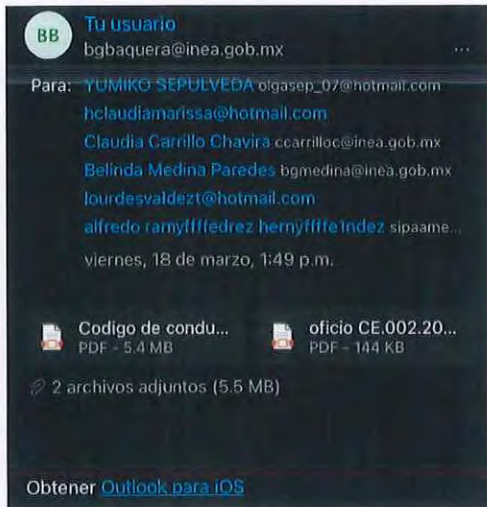 BB
Tu usuario
bgbaquera@inea.gob.mx
...
Para: YUMIKO SEPULVEDA olgasep_07@hotmail.com
hclaudiamarissa@hotmail.com
Claudia Carrillo Chavira ccarrilloc@inea.gob.mx
Belinda Medina Paredes bgmedina@inea.gob.mx
lourdesvaldezt@hotmail.com
alfredo ramyffffedrez hernyffffe1ndez sipaame...
viernes, 18 de marzo, 1:49 p.m.
Codigo de condu...
PDF - 5.4 MB
oficio CE.002.20...
PDF - 144 KB
2 archivos adjuntos (5.5 MB)
Obtener Outlook para iOS